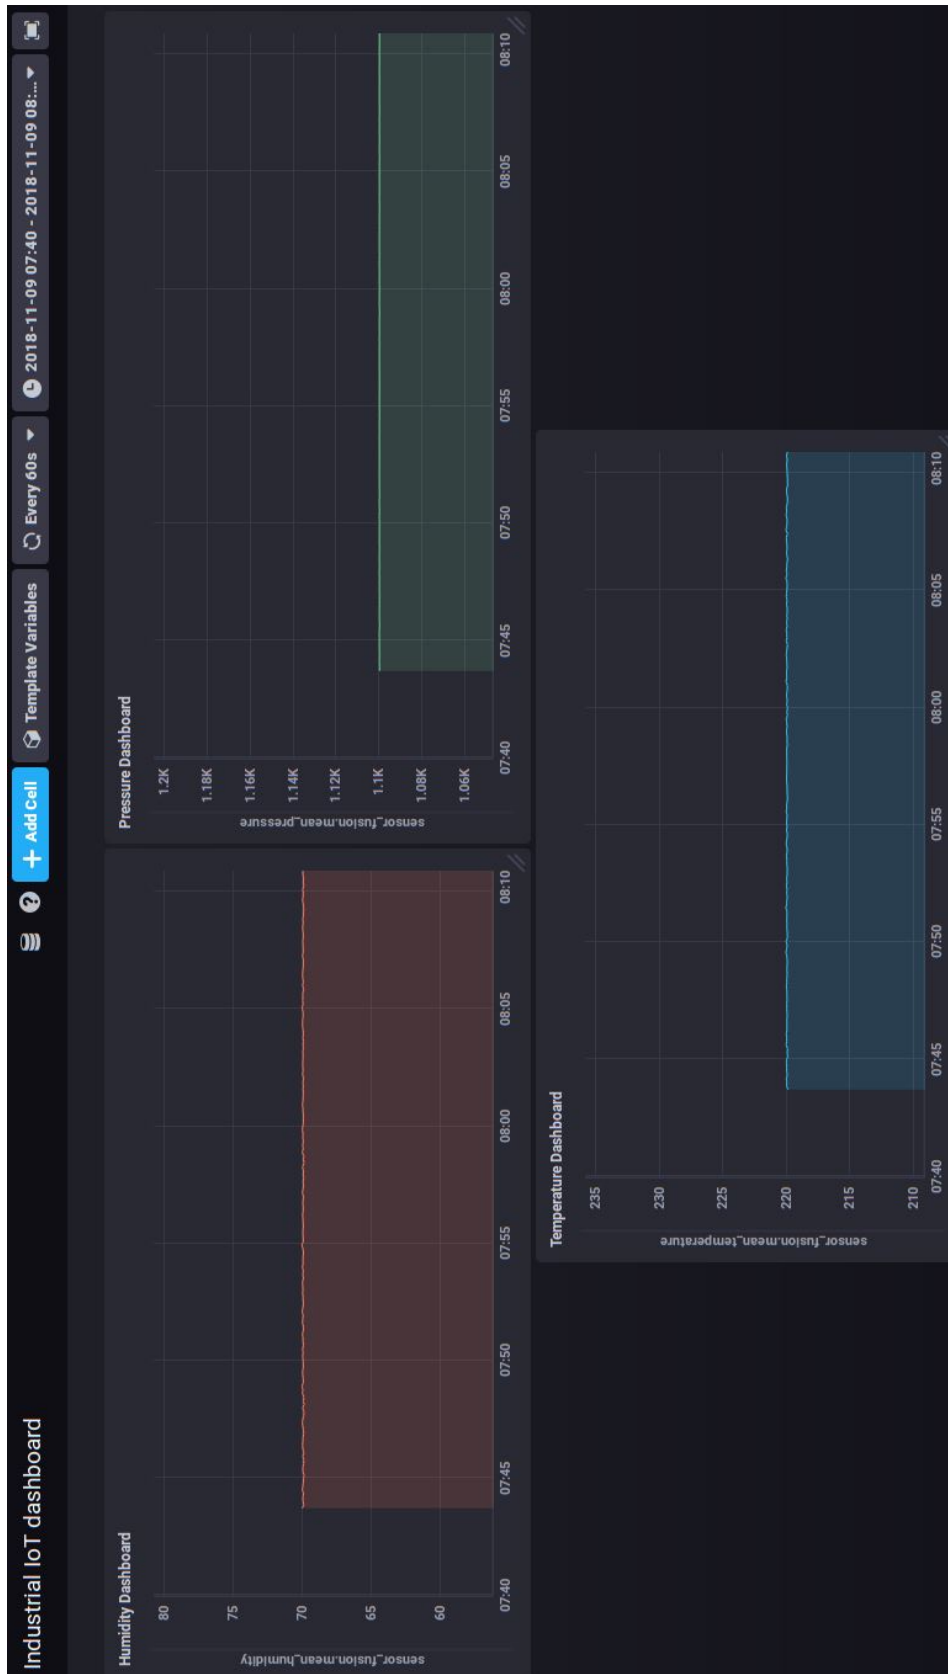 Industrial IoT dashboard
+ Add Cell
Template Variables
Every 60s
2018-11-09 07:40 - 2018-11-09 08:...
Humidity Dashboard
sensor_fusion.mean_humidity
80
75
70
65
60
07:40 07:45 07:50 07:55 08:00 08:05 08:10
Pressure Dashboard
sensor_fusion.mean_pressure
1.2K
1.18K
1.16K
1.14K
1.12K
1.1K
1.08K
1.06K
07:40 07:45 07:50 07:55 08:00 08:05 08:10
Temperature Dashboard
sensor_fusion.mean_temperature
235
230
225
220
215
210
07:40 07:45 07:50 07:55 08:00 08:05 08:10